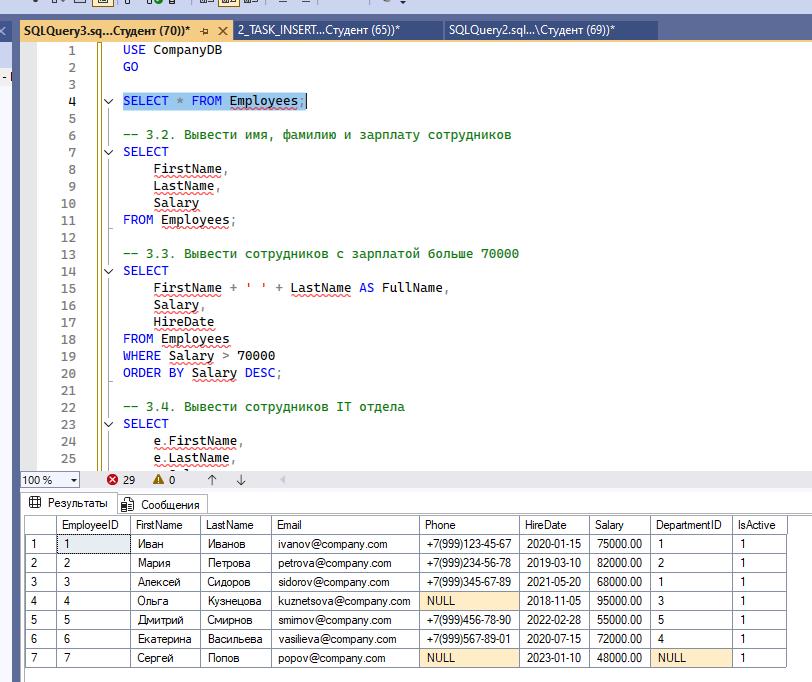 SQLQuery3.sq...Студент (70))*
2_TASK_INSERT...Студент (65))*
SQLQuery2.sql...\Студент (69))*
1 USE CompanyDB
2 GO
3
4 SELECT * FROM Employees;
5
6 -- 3.2. Вывести имя, фамилию и зарплату сотрудников
7 SELECT
8 FirstName,
9 LastName,
10 Salary
11 FROM Employees;
12
13 -- 3.3. Вывести сотрудников с зарплатой больше 70000
14 SELECT
15 FirstName + ' ' + LastName AS FullName,
16 Salary,
17 HireDate
18 FROM Employees
19 WHERE Salary > 70000
20 ORDER BY Salary DESC;
21
22 -- 3.4. Вывести сотрудников IT отдела
23 SELECT
24 e.FirstName,
25 e.LastName,
100 % 29 0
Результаты Сообщения
EmployeeID FirstName LastName Email Phone HireDate Salary DepartmentID IsActive
1 1 Иван Иванов ivanov@company.com +7(999)123-45-67 2020-01-15 75000.00 1 1
2 2 Мария Петрова petrova@company.com +7(999)234-56-78 2019-03-10 82000.00 2 1
3 3 Алексей Сидоров sidorov@company.com +7(999)345-67-89 2021-05-20 68000.00 1 1
4 4 Ольга Кузнецова kuznetsova@company.com NULL 2018-11-05 95000.00 3 1
5 5 Дмитрий Смирнов smirnov@company.com +7(999)456-78-90 2022-02-28 55000.00 5 1
6 6 Екатерина Васильева vasilieva@company.com +7(999)567-89-01 2020-07-15 72000.00 4 1
7 7 Сергей Попов popov@company.com NULL 2023-01-10 48000.00 NULL 1